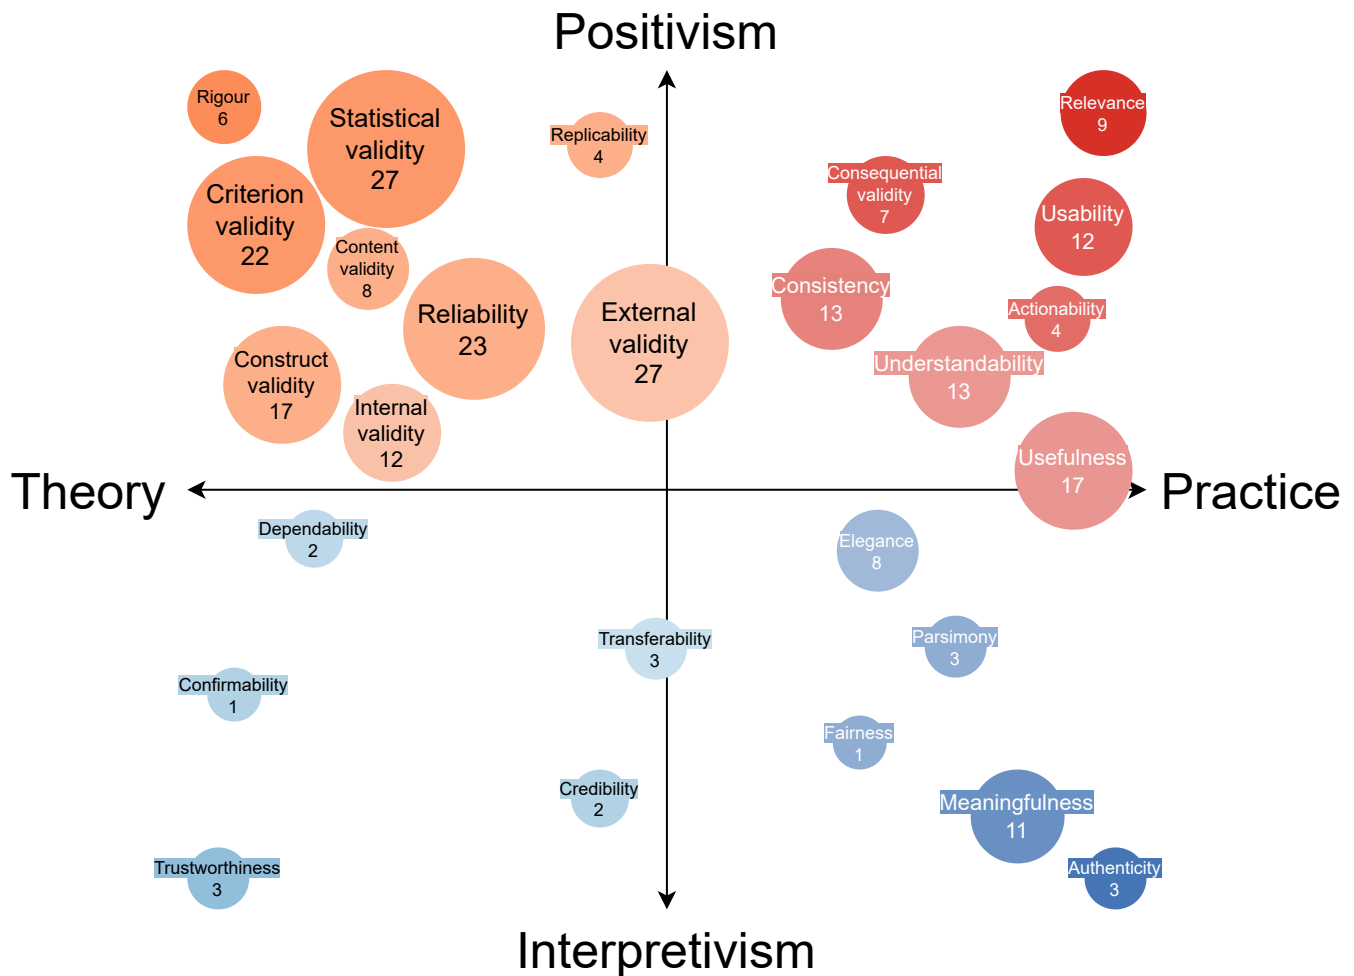 Positivism
Rigour
6
Statistical
validity
27
Replicability
4
Relevance
9
Criterion
validity
22
Consequential
validity
7
Usability
12
Content
validity
8
Reliability
23
External
validity
27
Consistency
13
Actionability
4
Construct
validity
17
Internal
validity
12
Understandability
13
Usefulness
17
Theory
Practice
Dependability
2
Elegance
8
Transferability
3
Parsimony
3
Confirmability
1
Fairness
1
Credibility
2
Meaningfulness
11
Trustworthiness
3
Authenticity
3
Interpretivism